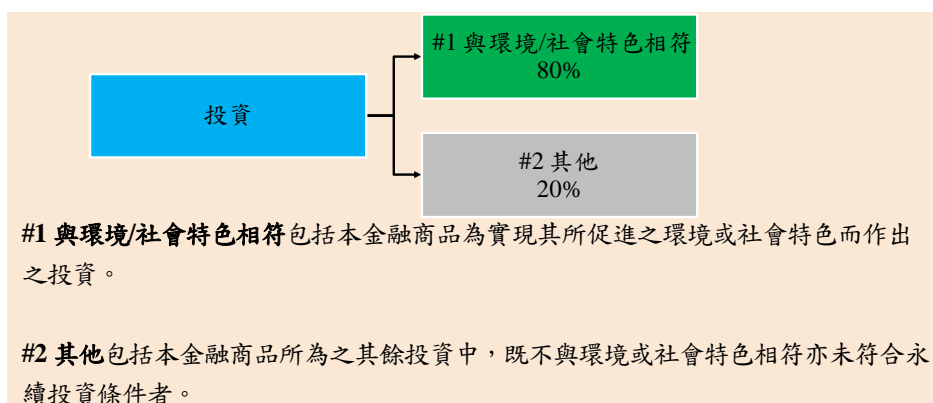 #1 與環境/社會特色相符
80%
投資
#2 其他
20%
#1 與環境/社會特色相符包括本金融商品為實現其所促進之環境或社會特色而作出
之投資。
#2 其他包括本金融商品所為之其餘投資中，既不與環境或社會特色相符亦未符合永
續投資條件者。